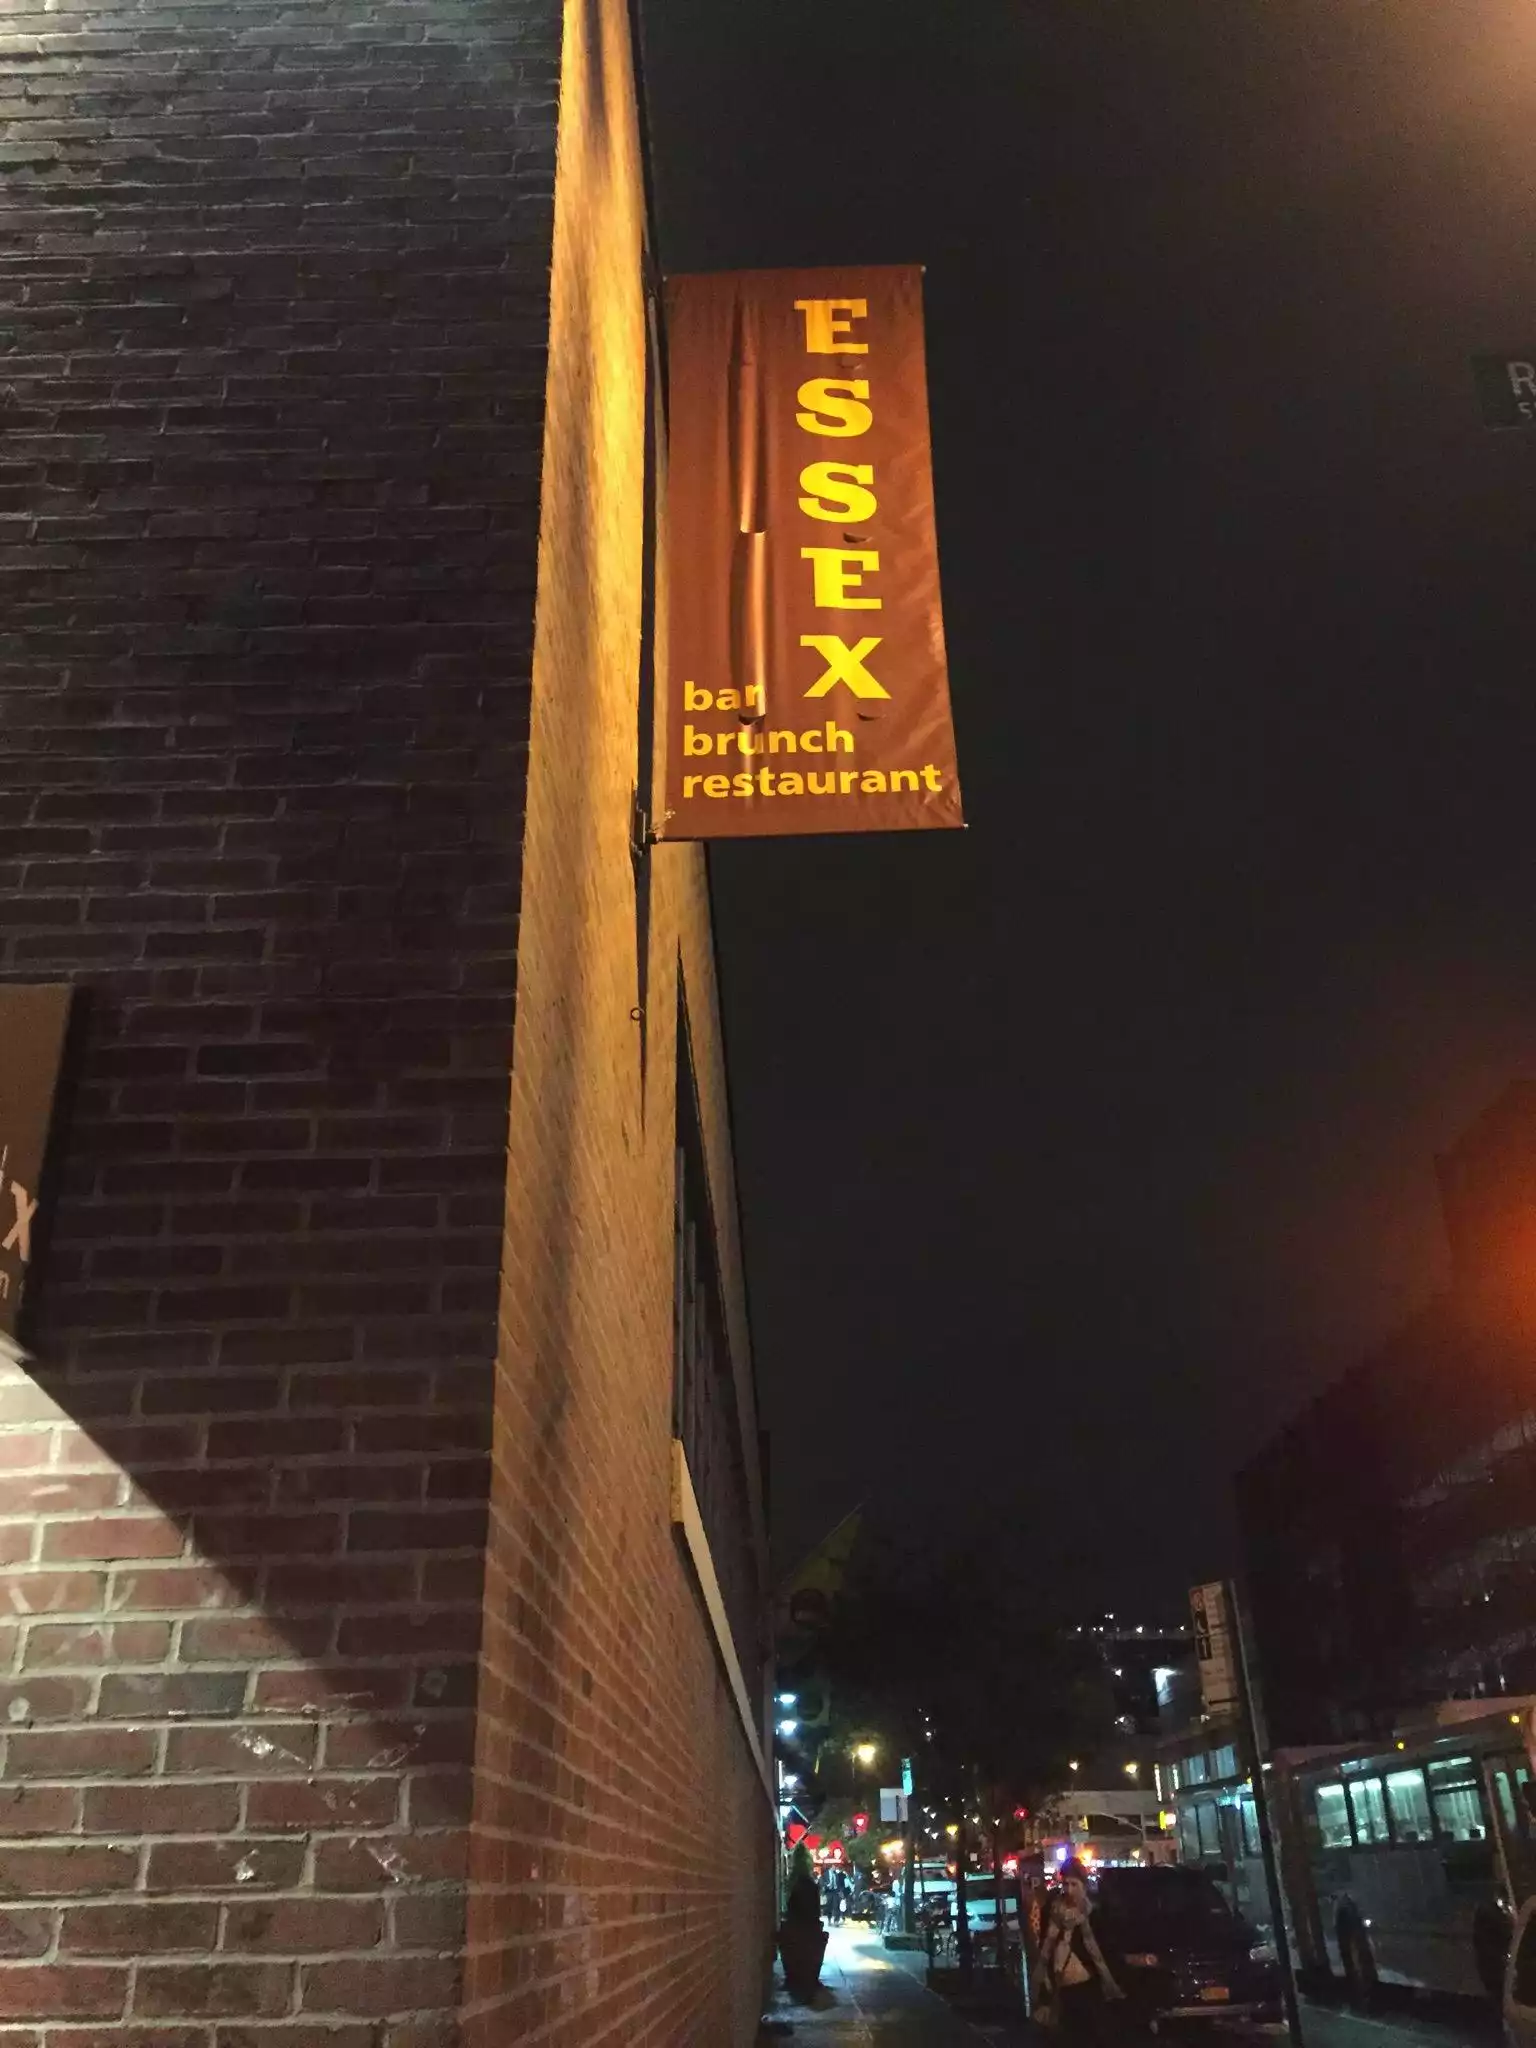 ESSEX
bar
brunch
restaurant
x
R